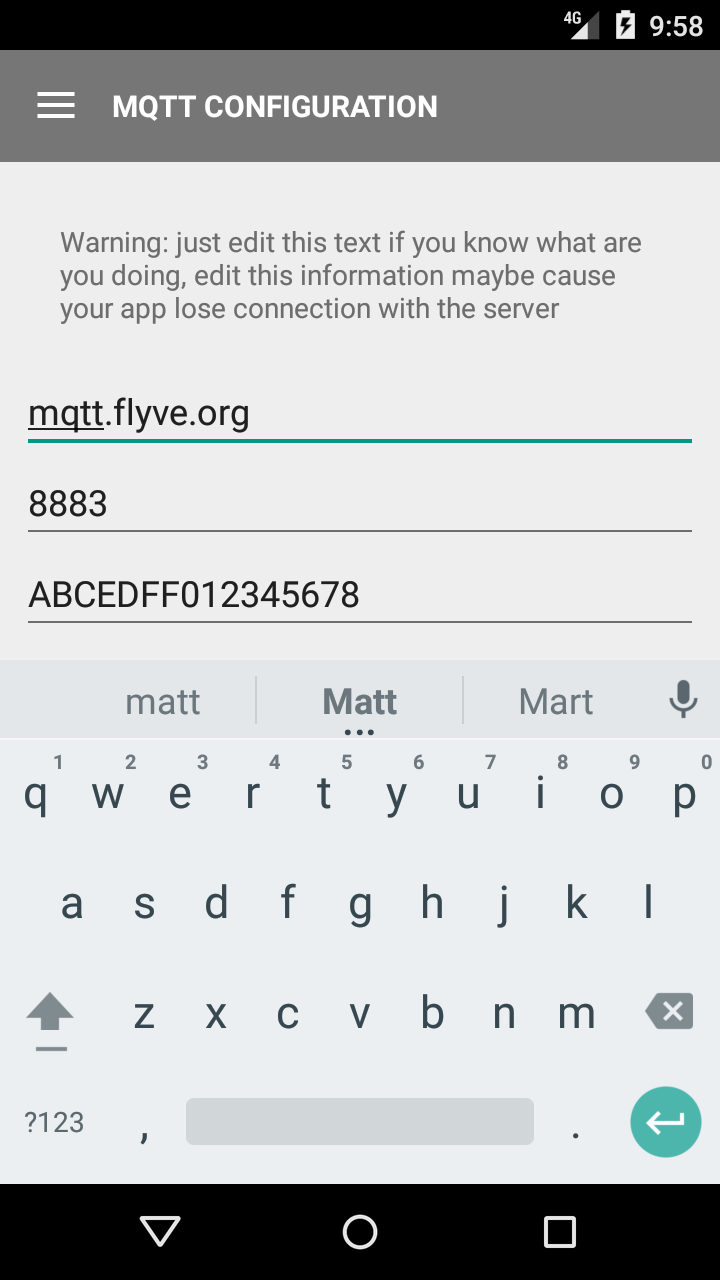 4G 9:58
MQTT CONFIGURATION
Warning: just edit this text if you know what are
you doing, edit this information maybe cause
your app lose connection with the server
mqtt.flyve.org
8883
ABCEDFF012345678
matt Matt Mart
1 2 3 4 5 6 7 8 9 0
q w e r t y u i o p
a s d f g h j k l
z x c v b n m
?123 , .